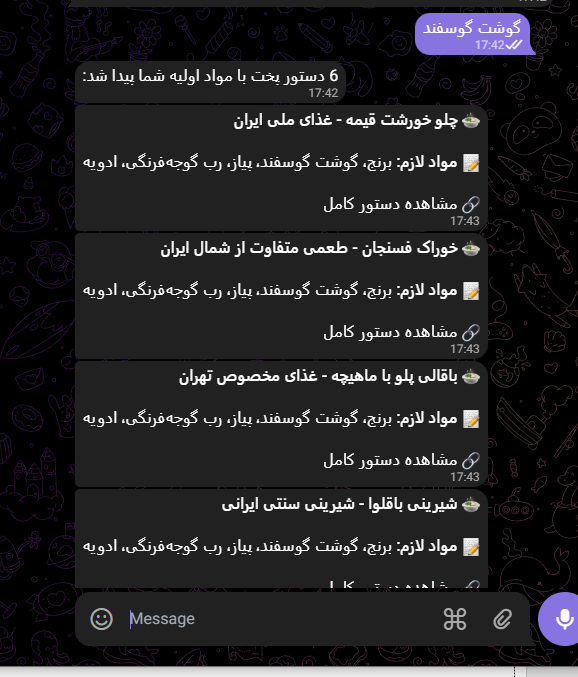 گوشت گوسفند
17:42
6 دستور پخت با مواد اولیه شما پیدا شد:
17:42
🍲 چلو خورشت قیمه - غذای ملی ایران
📝 مواد لازم: برنج، گوشت گوسفند، پیاز، رب گوجه‌فرنگی، ادویه
🔗 مشاهده دستور کامل
17:43
🍲 خوراک فسنجان - طعمی متفاوت از شمال ایران
📝 مواد لازم: برنج، گوشت گوسفند، پیاز، رب گوجه‌فرنگی، ادویه
🔗 مشاهده دستور کامل
17:43
🍲 باقالی پلو با ماهیچه - غذای مخصوص تهران
📝 مواد لازم: برنج، گوشت گوسفند، پیاز، رب گوجه‌فرنگی، ادویه
🔗 مشاهده دستور کامل
17:43
🍲 شیرینی باقلوا - شیرینی سنتی ایرانی
📝 مواد لازم: برنج، گوشت گوسفند، پیاز، رب گوجه‌فرنگی، ادویه
🔗 مشاهده دستور کامل
Message